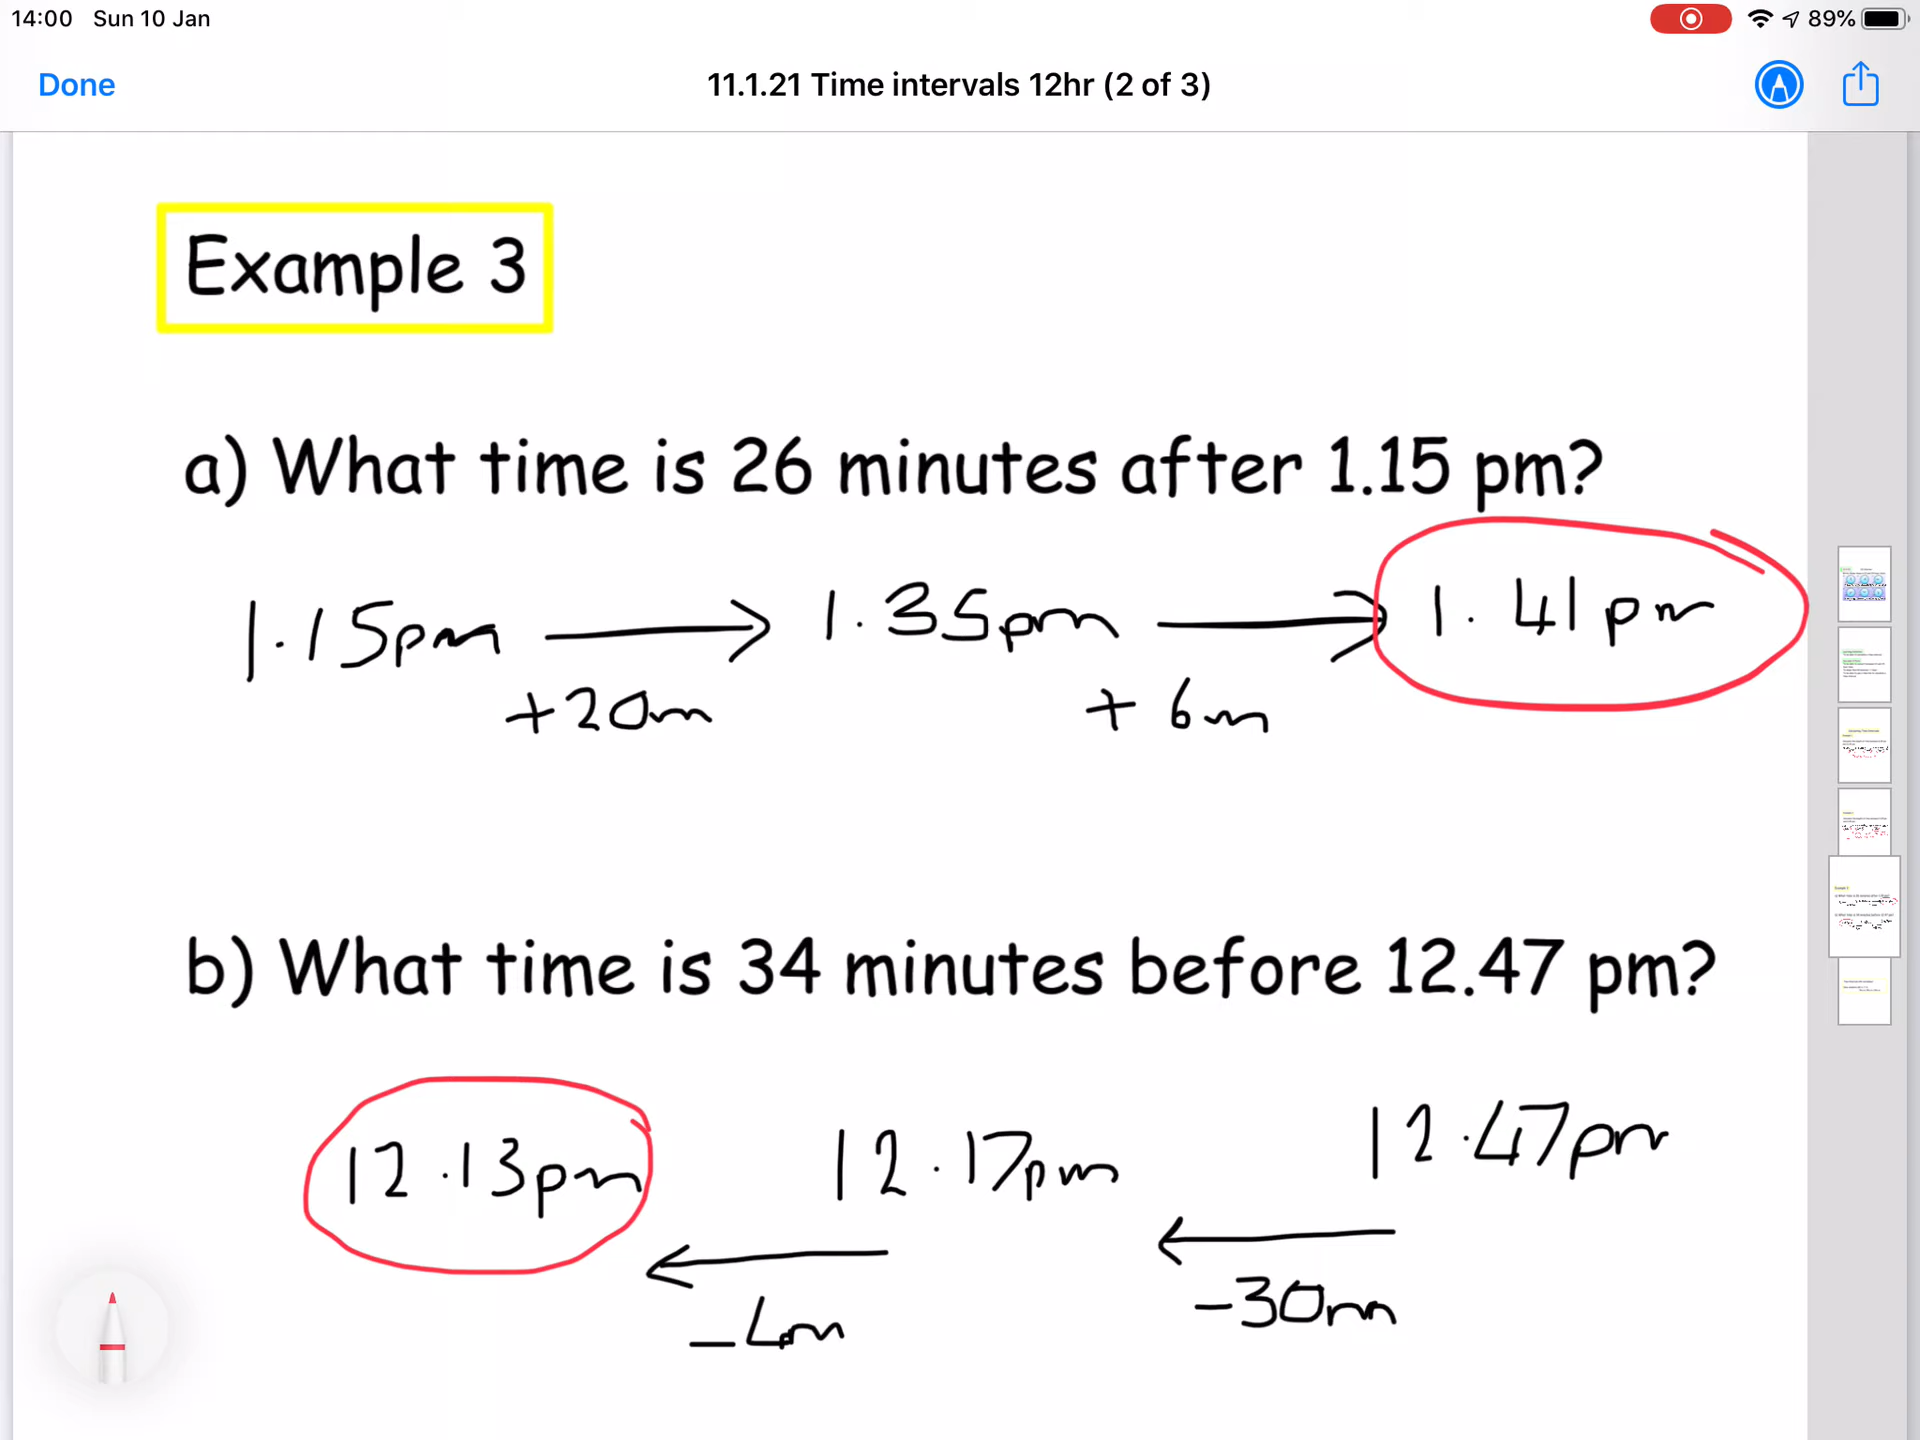 14:00 Sun 10 Jan
89%
Done
11.1.21 Time intervals 12hr (2 of 3)
Example 3
a) What time is 26 minutes after 1.15 pm?
1.15pm 1.35pm 1.41pm
+20m +6m
b) What time is 34 minutes before 12.47 pm?
12.13pm 12.17pm 12.47pm
-4m -30m